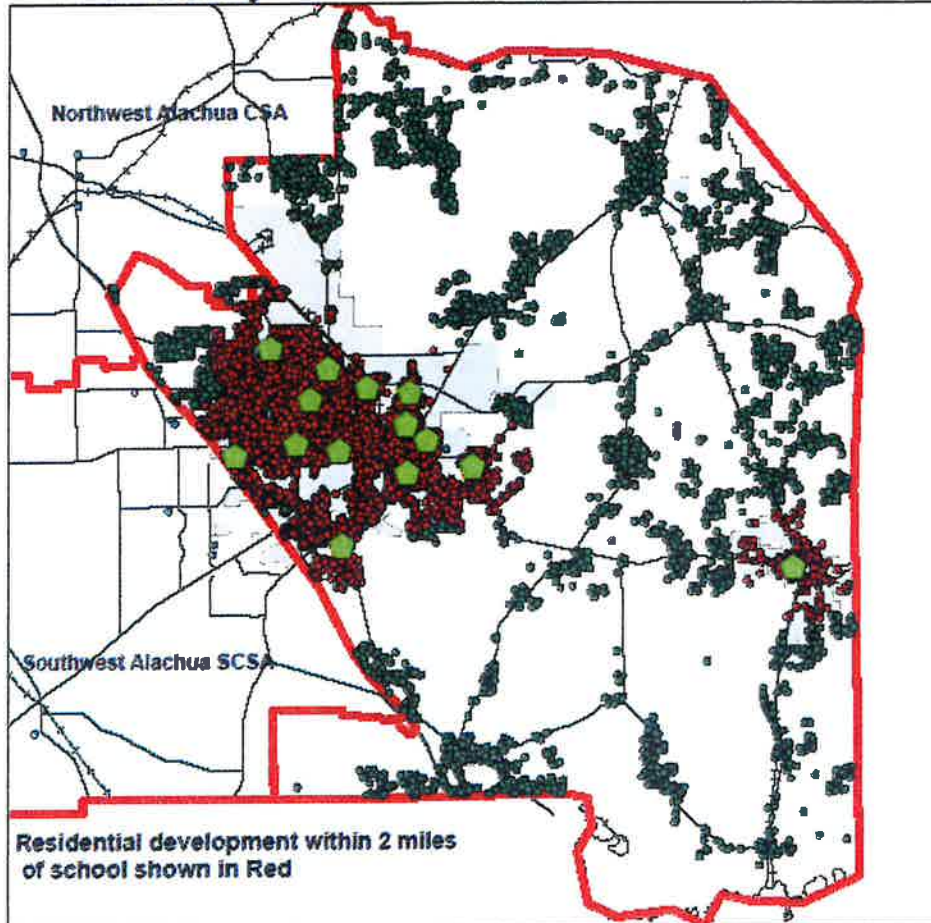 Northwest Alachua CSA
Southwest Alachua SCSA
Residential development within 2 miles
of school shown in Red